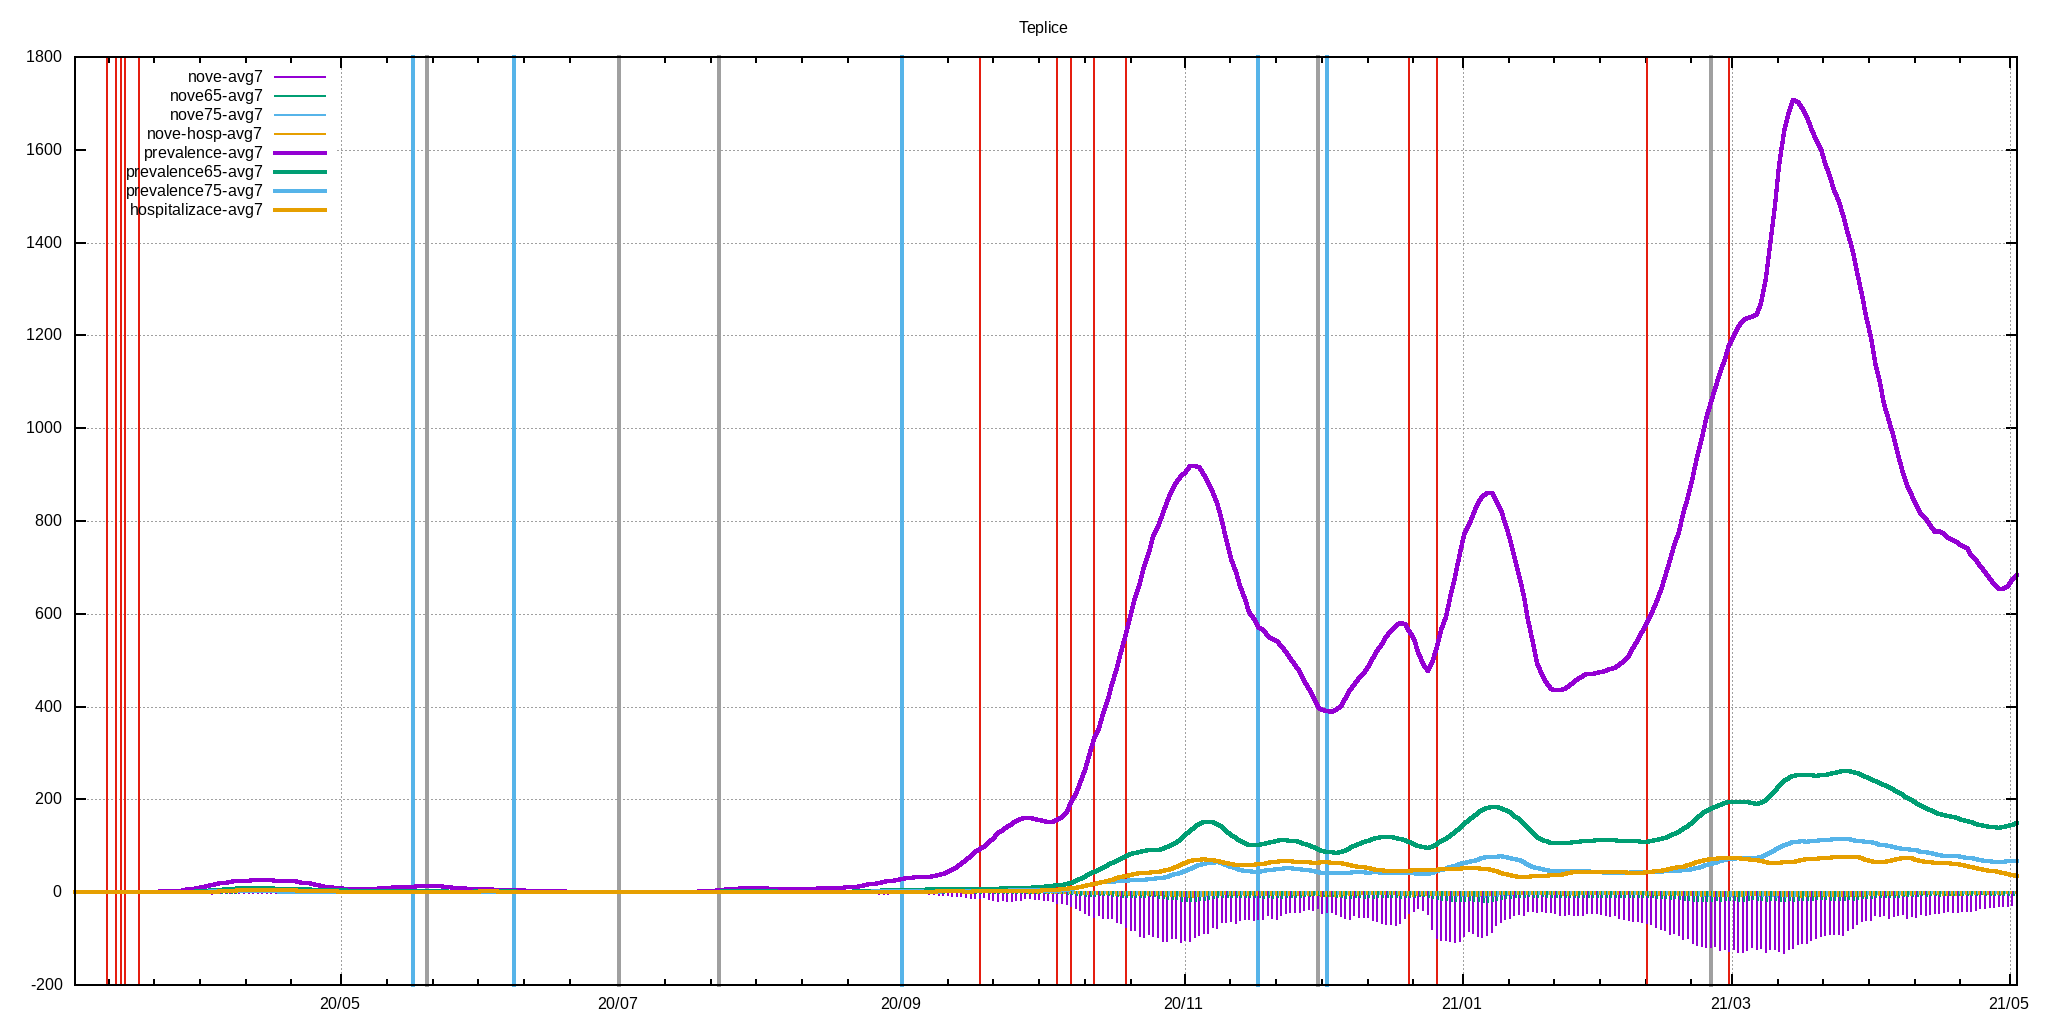 Teplice
1800
1600
1400
1200
1000
800
600
400
200
0
-200
nove-avg7
nove65-avg7
nove75-avg7
nove-hosp-avg7
prevalence-avg7
prevalence65-avg7
prevalence75-avg7
hospitalizace-avg7
20/05 20/07 20/09 20/11 21/01 21/03 21/05